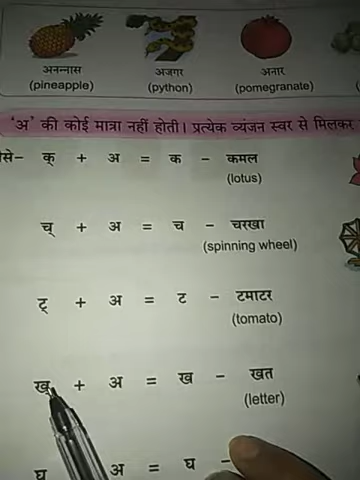 अनन्नास अजगर अनार
(pineapple) (python) (pomegranate)
'अ' की कोई मात्रा नहीं होती। प्रत्येक व्यंजन स्वर से मिलकर
से– क् + अ = क – कमल
(lotus)
च् + अ = च – चरखा
(spinning wheel)
ट् + अ = ट – टमाटर
(tomato)
ख् + अ = ख – खत
(letter)
घ् अ = घ –